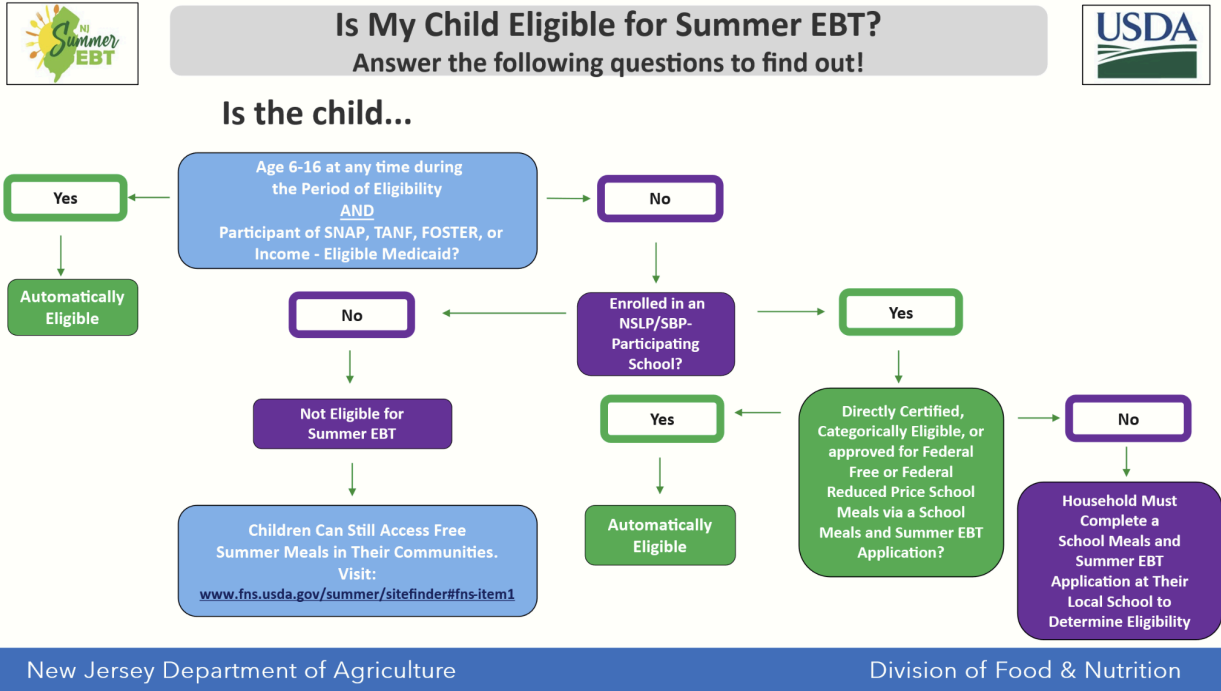 NJ
Summer
EBT
Is My Child Eligible for Summer EBT?
Answer the following questions to find out!
USDA
Is the child...
Age 6-16 at any time during
the Period of Eligibility
AND
Participant of SNAP, TANF, FOSTER, or
Income - Eligible Medicaid?
Yes
No
Automatically
Eligible
Enrolled in an
NSLP/SBP-
Participating
School?
No
Yes
Not Eligible for
Summer EBT
Children Can Still Access Free
Summer Meals in Their Communities.
Visit:
www.fns.usda.gov/summer/sitefinder#fns-item1
Directly Certified,
Categorically Eligible, or
approved for Federal
Free or Federal
Reduced Price School
Meals via a School
Meals and Summer EBT
Application?
Yes
No
Automatically
Eligible
Household Must
Complete a
School Meals and
Summer EBT
Application at Their
Local School to
Determine Eligibility
New Jersey Department of Agriculture
Division of Food & Nutrition